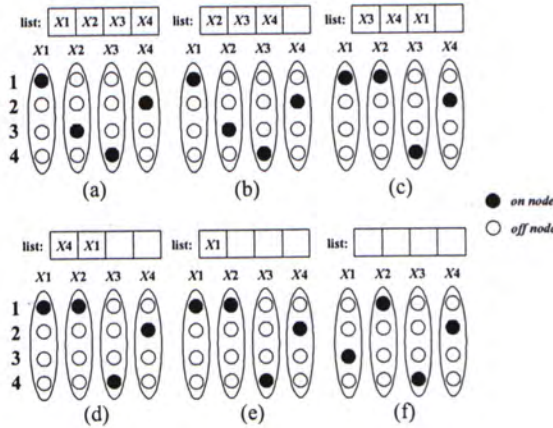 list: X1 X2 X3 X4
X1 X2 X3 X4
1
2
3
4
(a)
list: X2 X3 X4
X1 X2 X3 X4
(b)
list: X3 X4 X1
X1 X2 X3 X4
(c)
on node
off node
list: X4 X1
X1 X2 X3 X4
1
2
3
4
(d)
list: X1
X1 X2 X3 X4
(e)
list:
X1 X2 X3 X4
(f)